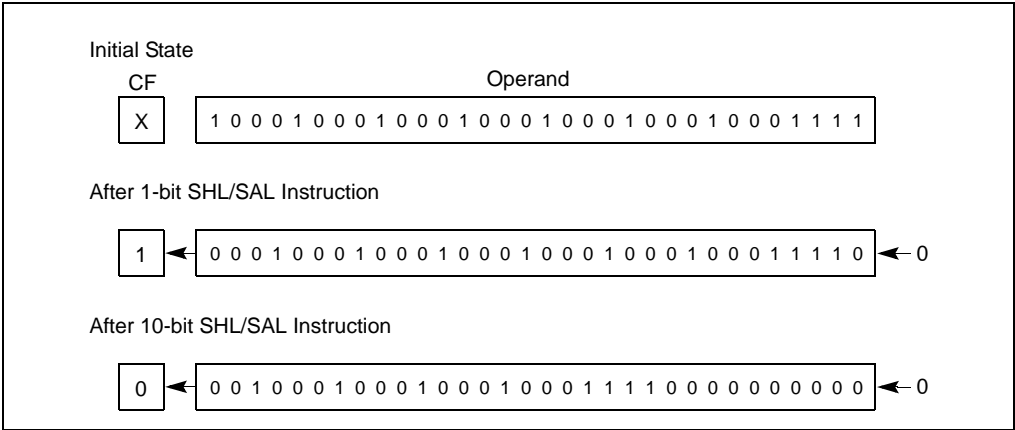 Initial State
CF Operand
X 1 0 0 0 1 0 0 0 1 0 0 0 1 0 0 0 1 0 0 0 1 0 0 0 1 0 0 0 1 1 1 1
After 1-bit SHL/SAL Instruction
1 0 0 0 1 0 0 0 1 0 0 0 1 0 0 0 1 0 0 0 1 0 0 0 1 0 0 0 1 1 1 1 0 0
After 10-bit SHL/SAL Instruction
0 0 0 1 0 0 0 1 0 0 0 1 0 0 0 1 0 0 0 1 1 1 1 0 0 0 0 0 0 0 0 0 0 0